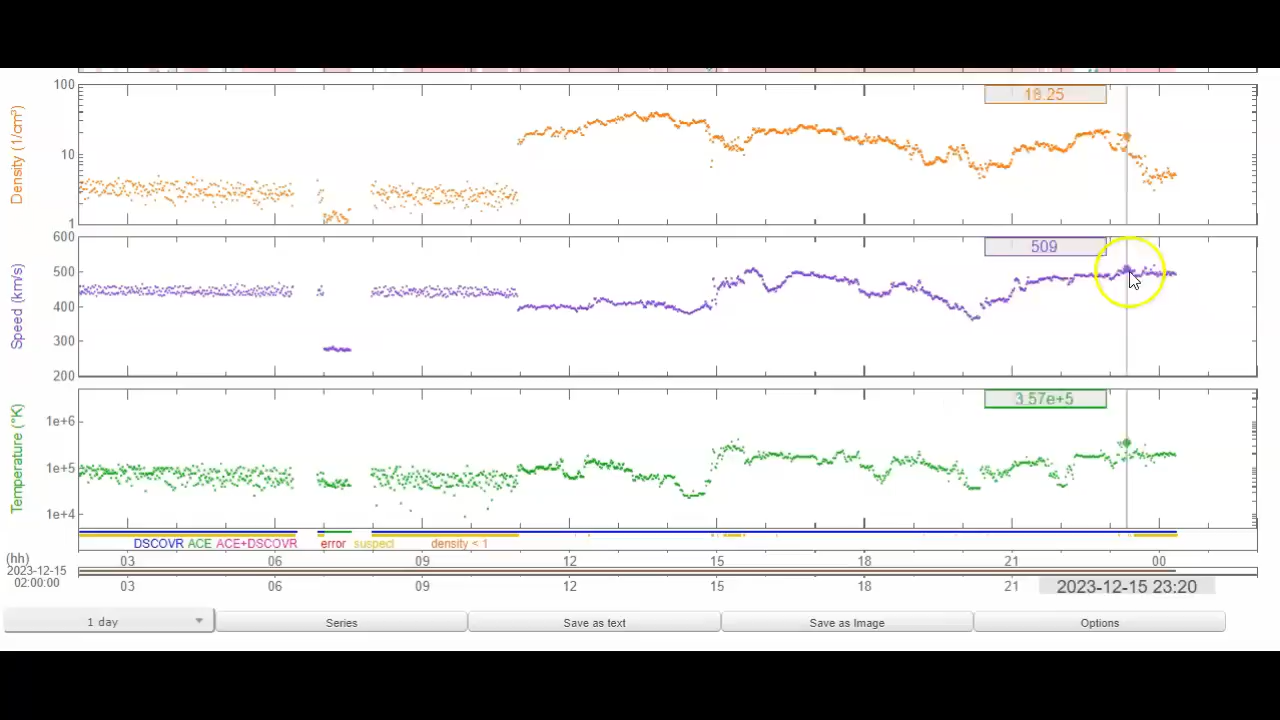 100
18.25
Density (1/cm³)
10
1
600
509
500
Speed (km/s)
400
300
200
3.57e+5
1e+6
Temperature (°K)
1e+5
1e+4
DSCOVR ACE ACE+DSCOVR error suspect density < 1
(hh) 03 06 09 12 15 18 21 00
2023-12-15
02:00:00 03 06 09 12 15 18 21 2023-12-15 23:20
1 day Series Save as text Save as Image Options